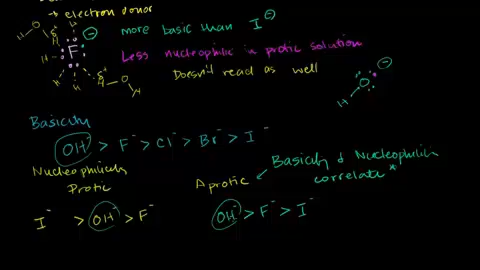 → electron donor
more basic than I⁻
F⁻
Less nucleophilic in protic solution
Doesn't react as well
H O
Basicity
OH⁻ > F⁻ > Cl⁻ > Br⁻ > I⁻
Nucleophilicity
Protic
Aprotic
Basicity & Nucleophilicity
correlate *
I⁻ > OH⁻ > F⁻
OH⁻ > F⁻ > I⁻